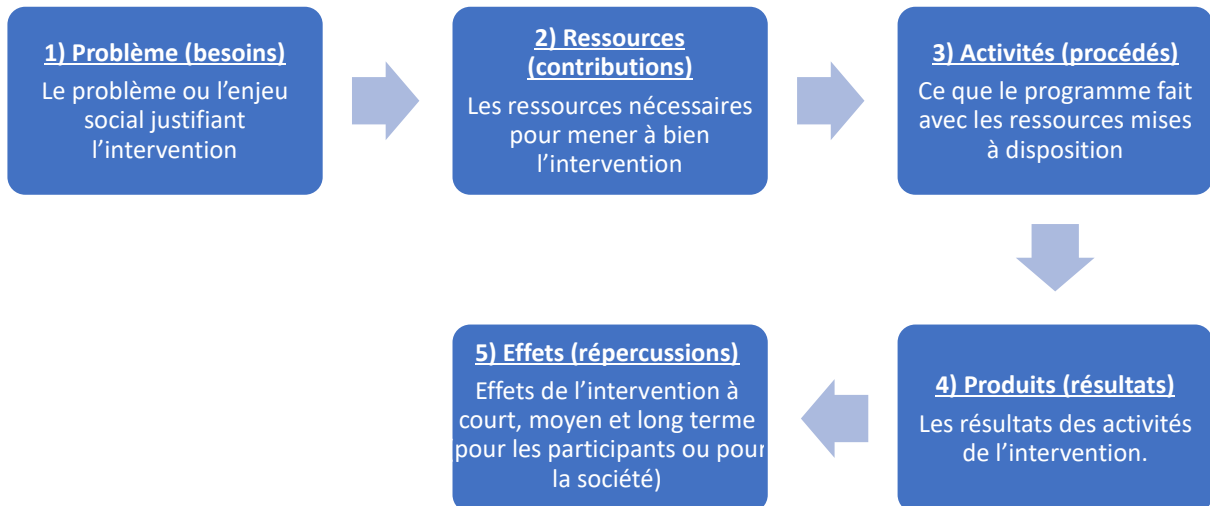 1) Problème (besoins)
Le problème ou l’enjeu
social justifiant
l’intervention
2) Ressources
(contributions)
Les ressources nécessaires
pour mener à bien
l’intervention
3) Activités (procédés)
Ce que le programme fait
avec les ressources mises
à disposition
4) Produits (résultats)
Les résultats des activités
de l’intervention.
5) Effets (répercussions)
Effets de l’intervention à
court, moyen et long terme
(pour les participants ou pour
la société)